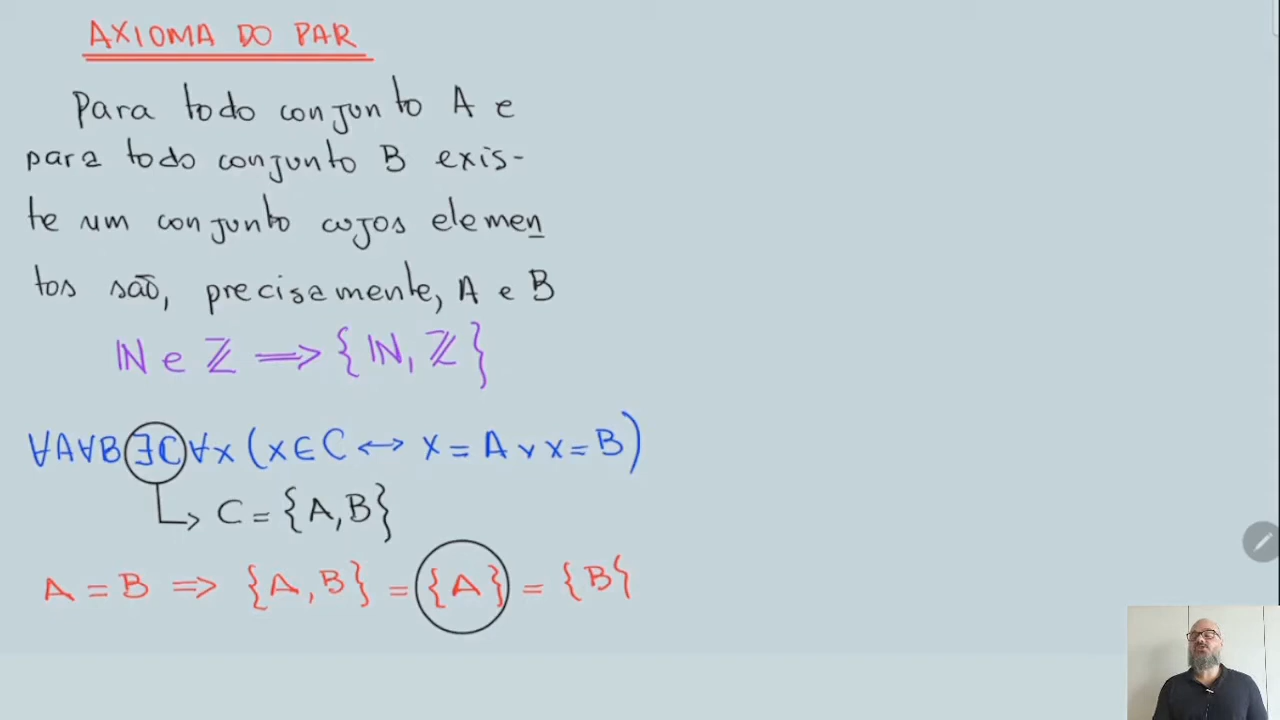 AXIOMA DO PAR
Para todo conjunto A e
para todo conjunto B exis-
te um conjunto cujos elemen
tos são, precisamente, A e B
ℕ e ℤ ⟹ {ℕ, ℤ}
∀A∀B∃C∀x (x∈C ↔ x = A ∨ x = B)
↳ C = {A, B}
A = B ⟹ {A, B} = {A} = {B}